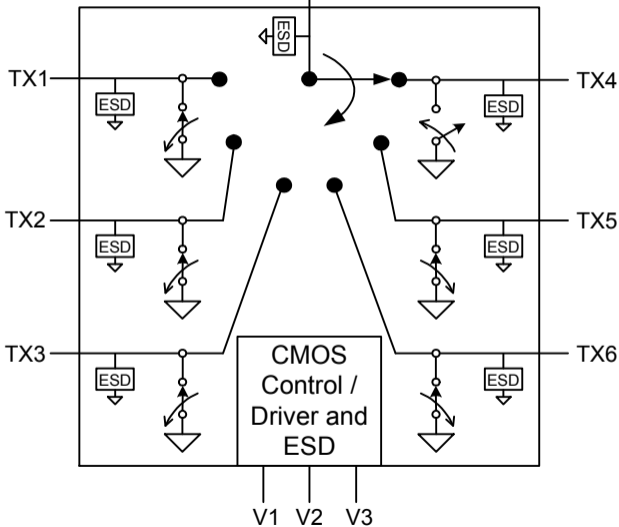 ESD
TX1
ESD
ESD
TX4
TX2
ESD
ESD
TX5
TX3
ESD
ESD
TX6
CMOS
Control /
Driver and
ESD
V1 V2 V3